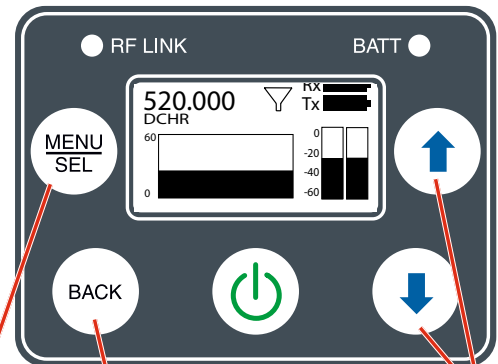 RF LINK
BATT
520.000
DCHR
Rx
Tx
60
0
0
-20
-40
-60
MENU
SEL
BACK